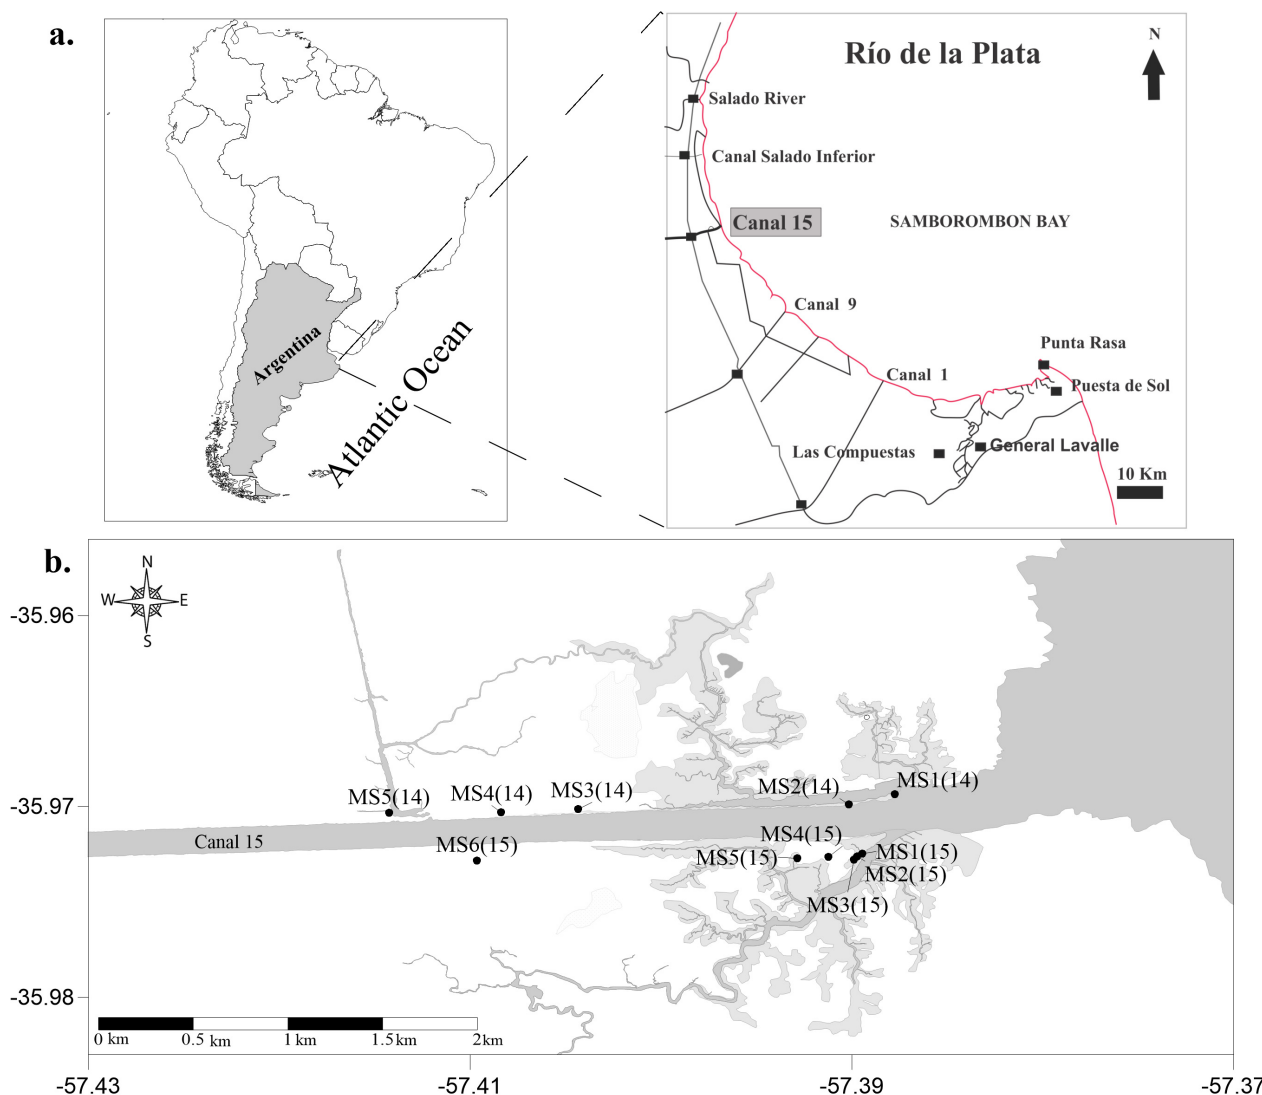 a.
Argentina
Atlantic Ocean
Río de la Plata
N
Salado River
Canal Salado Inferior
Canal 15
SAMBOROMBON BAY
Canal 9
Punta Rasa
Canal 1
Puesta de Sol
Las Compuestas
General Lavalle
10 Km
b.
N
W
E
S
-35.96
-35.97
-35.98
MS5(14)
MS4(14)
MS3(14)
MS2(14)
MS1(14)
Canal 15
MS6(15)
MS4(15)
MS5(15)
MS1(15)
MS2(15)
MS3(15)
0 km
0.5 km
1 km
1.5 km
2km
-57.43
-57.41
-57.39
-57.37